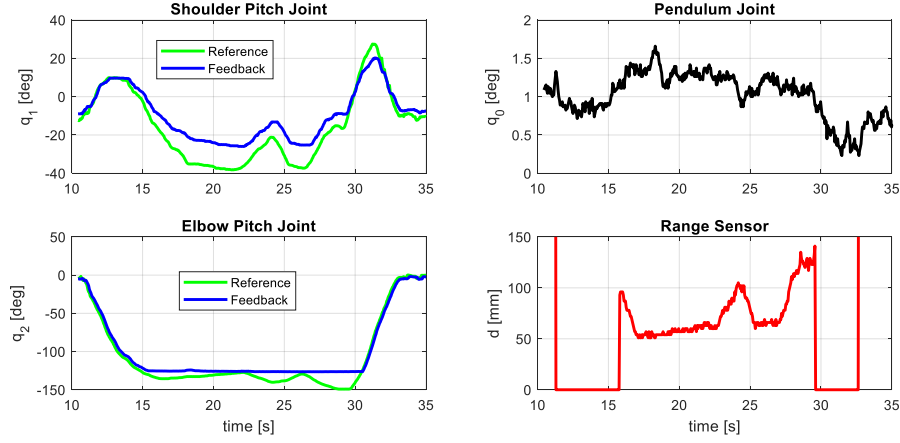 Shoulder Pitch Joint
q1 [deg]
40
20
0
-20
-40
Reference
Feedback
10 15 20 25 30 35
Pendulum Joint
q0 [deg]
2
1.5
1
0.5
0
10 15 20 25 30 35
Elbow Pitch Joint
q2 [deg]
50
0
-50
-100
-150
Reference
Feedback
10 15 20 25 30 35
time [s]
Range Sensor
d [mm]
150
100
50
0
10 15 20 25 30 35
time [s]